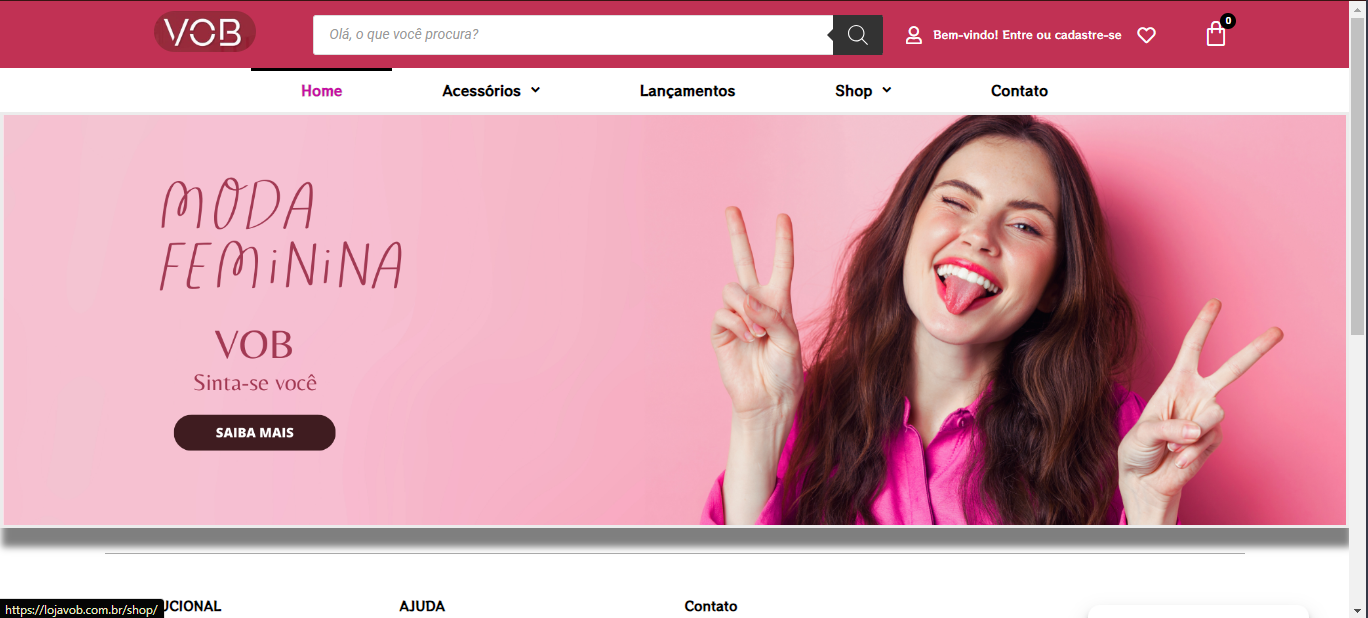 VOB
Olá, o que você procura?
Bem-vindo! Entre ou cadastre-se
0
Home
Acessórios
Lançamentos
Shop
Contato
MODA
FEMiNiNA
VOB
Sinta-se você
SAIBA MAIS
UCIONAL
AJUDA
Contato
https://lojavob.com.br/shop/